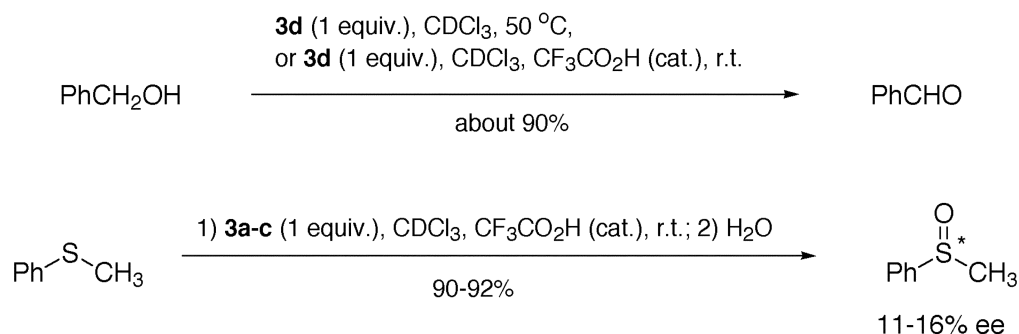 3d (1 equiv.), CDCl3, 50 oC,
or 3d (1 equiv.), CDCl3, CF3CO2H (cat.), r.t.
PhCH2OH
PhCHO
about 90%
1) 3a-c (1 equiv.), CDCl3, CF3CO2H (cat.), r.t.; 2) H2O
90-92%
Ph S CH3
O
Ph S * CH3
11-16% ee